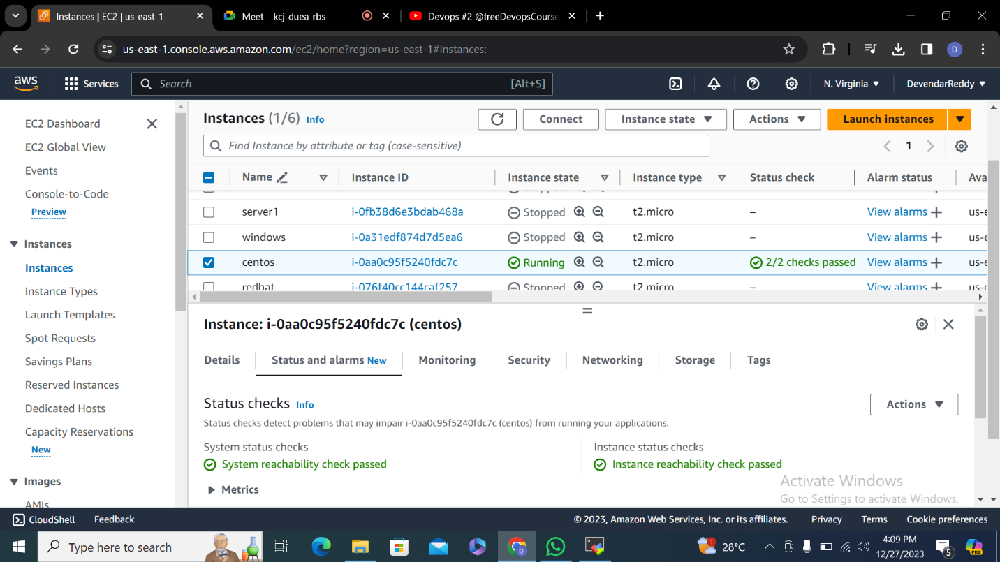 Instances | EC2 | us-east-1
Meet – kcj-duea-rbs
Devops #2 @freeDevopsCourse
us-east-1.console.aws.amazon.com/ec2/home?region=us-east-1#Instances:
D
aws
Services
Search
[Alt+S]
N. Virginia
DevendarReddy
EC2 Dashboard
EC2 Global View
Events
Console-to-Code
Preview
Instances
Instances
Instance Types
Launch Templates
Spot Requests
Savings Plans
Reserved Instances
Dedicated Hosts
Capacity Reservations
New
Images
AMIs
Instances (1/6) Info
Connect
Instance state
Actions
Launch instances
Find Instance by attribute or tag (case-sensitive)
1
Name Instance ID Instance state Instance type Status check Alarm status Ava
server1 i-0fb38d6e3bdab468a Stopped t2.micro – View alarms + us-e
windows i-0a31edf874d7d5ea6 Stopped t2.micro – View alarms + us-e
centos i-0aa0c95f5240fdc7c Running t2.micro 2/2 checks passed View alarms + us-e
redhat i-076f40cc144caf257 Stopped t2.micro – View alarms + us-e
Instance: i-0aa0c95f5240fdc7c (centos)
Details Status and alarms New Monitoring Security Networking Storage Tags
Status checks Info
Actions
Status checks detect problems that may impair i-0aa0c95f5240fdc7c (centos) from running your applications.
System status checks
System reachability check passed
Instance status checks
Instance reachability check passed
Metrics
Activate Windows
Go to Settings to activate Windows.
CloudShell Feedback
© 2023, Amazon Web Services, Inc. or its affiliates. Privacy Terms Cookie preferences
Type here to search
D
1
28°C
4:09 PM
12/27/2023
5
PRE